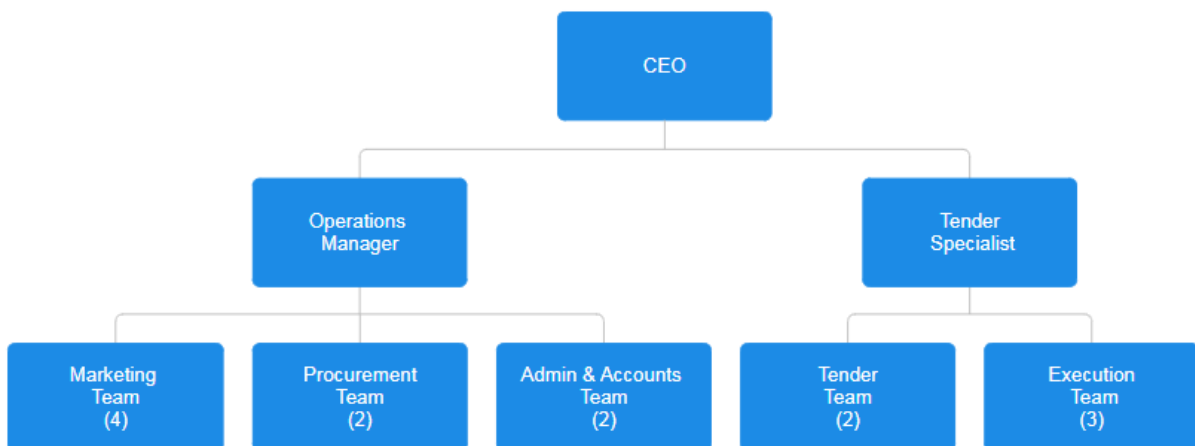 CEO
Operations
Manager
Tender
Specialist
Marketing
Team
(4)
Procurement
Team
(2)
Admin & Accounts
Team
(2)
Tender
Team
(2)
Execution
Team
(3)